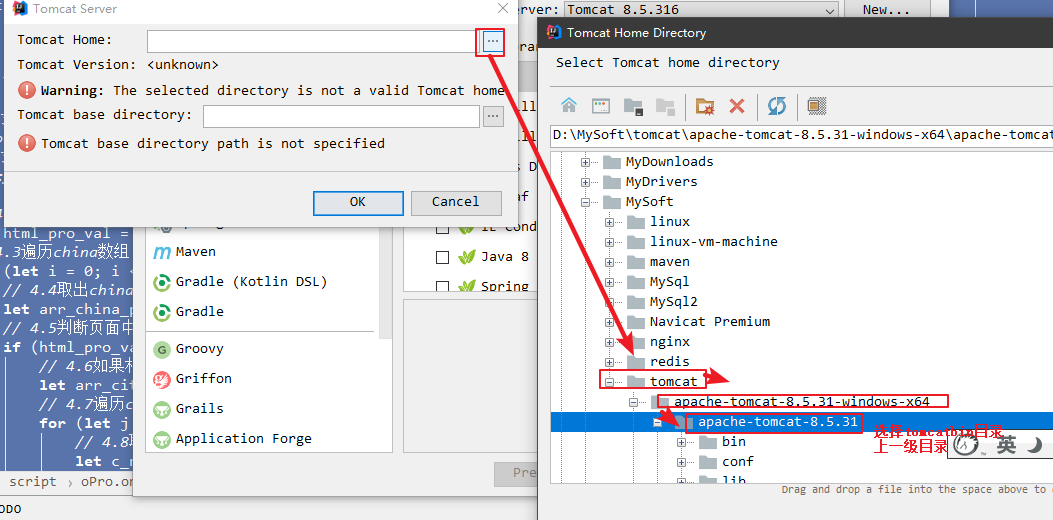 Tomcat Server
Tomcat Home:
Tomcat Version: <unknown>
Warning: The selected directory is not a valid Tomcat home
Tomcat base directory:
Tomcat base directory path is not specified
OK
Cancel
erver: Tomcat 8.5.316
New...
html_pro_val =
4.3遍历china数组
(let i = 0; i <
// 4.4取出china
let arr_china_p
// 4.5判断页面中
if (html_pro_va
// 4.6如果相
let arr_cit
// 4.7遍历c
for (let j
// 4.8取
let c_n
script › oPro.on
ODO
Maven
Gradle (Kotlin DSL)
Gradle
Groovy
Griffon
Grails
Application Forge
IL Cond
Java 8
Spring
Pre
Tomcat Home Directory
Select Tomcat home directory
D:\MySoft\tomcat\apache-tomcat-8.5.31-windows-x64\apache-tomcat
MyDownloads
MyDrivers
MySoft
linux
linux-vm-machine
maven
MySql
MySql2
Navicat Premium
nginx
redis
tomcat
apache-tomcat-8.5.31-windows-x64
apache-tomcat-8.5.31
选择tomcatbin目录
上一级目录
英
bin
conf
lib
Drag and drop a file into the space above to